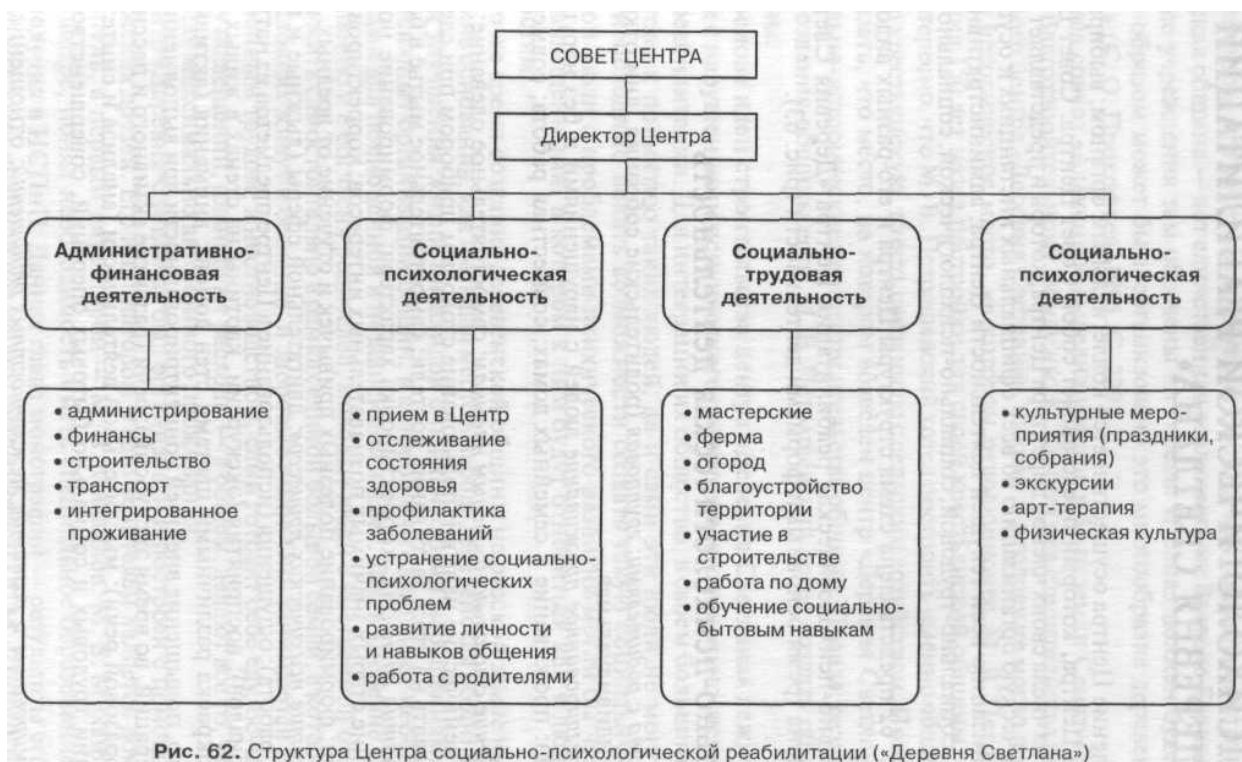 СОВЕТ ЦЕНТРА
Директор Центра
Административно-
финансовая
деятельность
• администрирование
• финансы
• строительство
• транспорт
• интегрированное
проживание
Социально-
психологическая
деятельность
• прием в Центр
• отслеживание
состояния
здоровья
• профилактика
заболеваний
• устранение социально-
психологических
проблем
• развитие личности
и навыков общения
• работа с родителями
Социально-
трудовая
деятельность
• мастерские
• ферма
• огород
• благоустройство
территории
• участие в
строительстве
• работа по дому
• обучение социально-
бытовым навыкам
Социально-
психологическая
деятельность
• культурные меро-
приятия (праздники,
собрания)
• экскурсии
• арт-терапия
• физическая культура
Рис. 62. Структура Центра социально-психологической реабилитации («Деревня Светлана»)